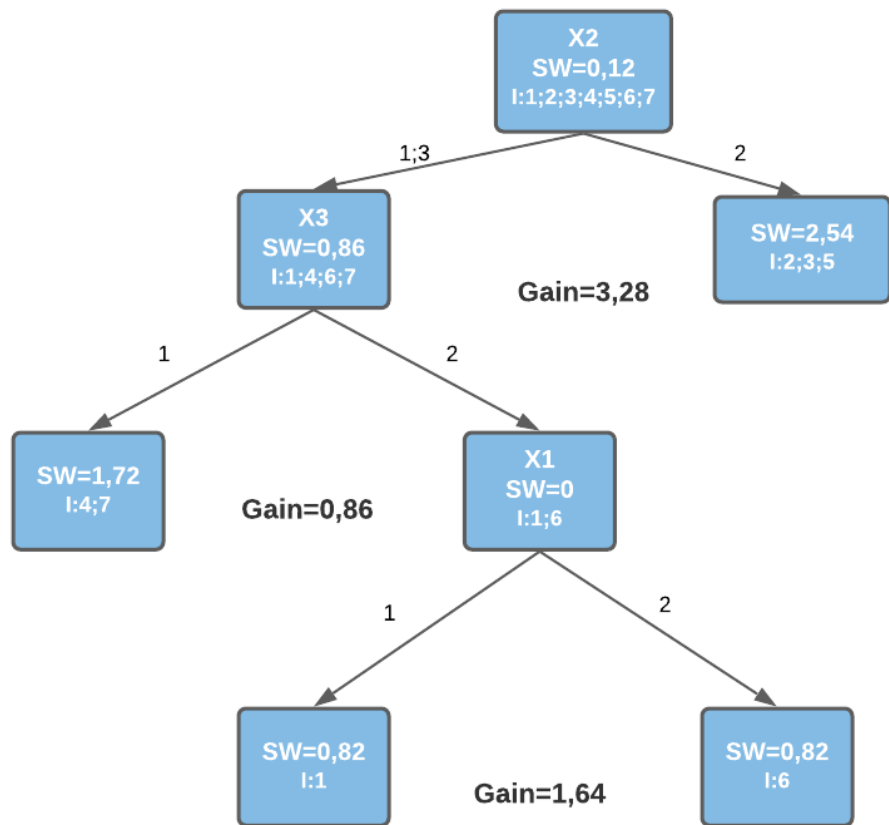 X2
SW=0,12
I:1;2;3;4;5;6;7
1;3
2
X3
SW=0,86
I:1;4;6;7
SW=2,54
I:2;3;5
Gain=3,28
1
2
SW=1,72
I:4;7
X1
SW=0
I:1;6
Gain=0,86
1
2
SW=0,82
I:1
SW=0,82
I:6
Gain=1,64